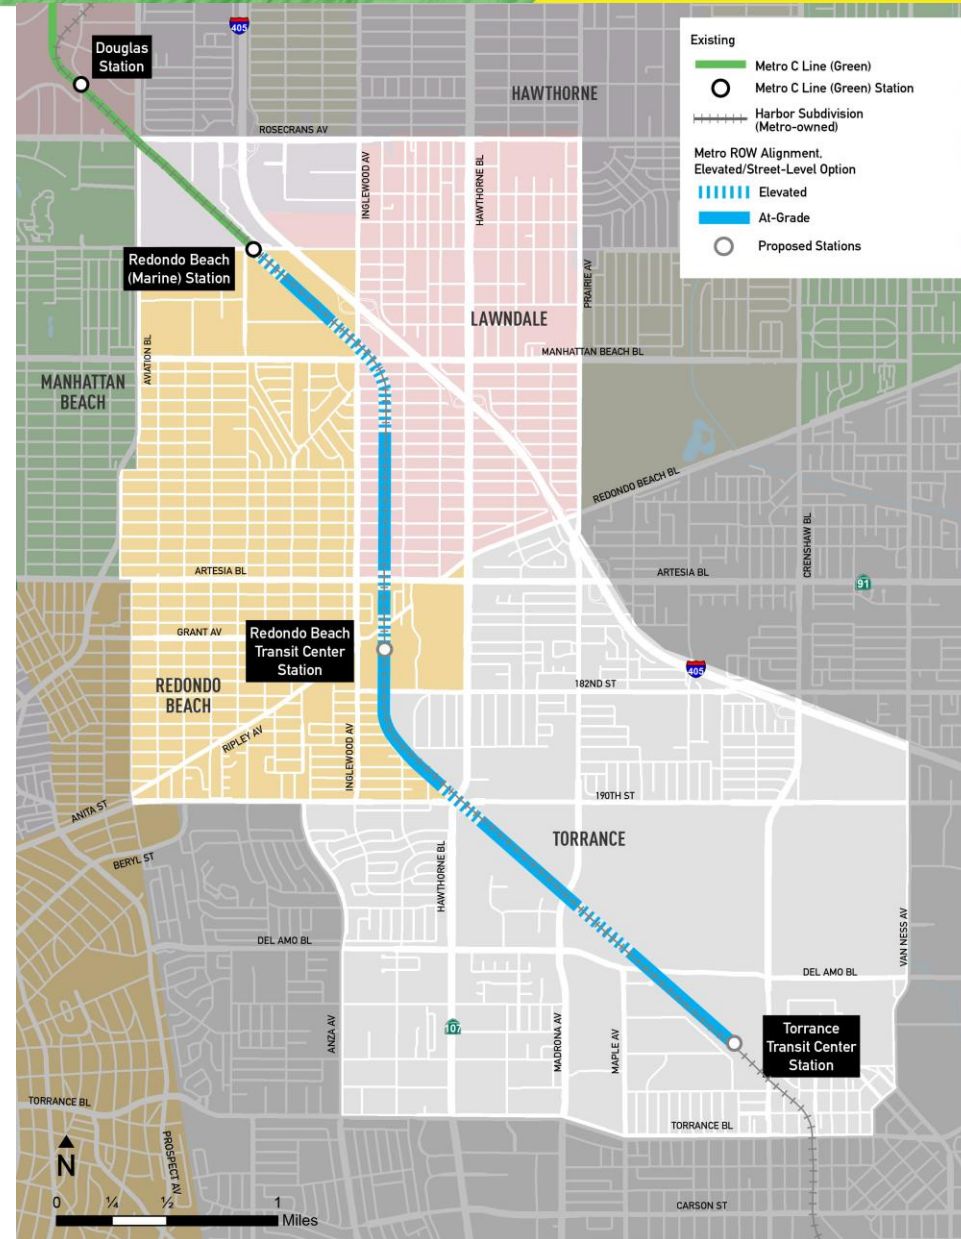 405
Douglas
Station
HAWTHORNE
Existing
Metro C Line (Green)
Metro C Line (Green) Station
Harbor Subdivision
(Metro-owned)
Metro ROW Alignment,
Elevated/Street-Level Option
Elevated
At-Grade
Proposed Stations
ROSECRANS AV
INGLEWOOD AV
HAWTHORNE BL
PRAIRIE AV
Redondo Beach
(Marine) Station
LAWNDALE
AVIATION BL
MANHATTAN BEACH BL
MANHATTAN
BEACH
REDONDO BEACH BL
CRENSHAW BL
ARTESIA BL
ARTESIA BL
91
GRANT AV
Redondo Beach
Transit Center
Station
405
182ND ST
REDONDO
BEACH
RIPLEY AV
INGLEWOOD AV
190TH ST
ANITA ST
TORRANCE
BERYL ST
HAWTHORNE BL
VAN NESS AV
DEL AMO BL
DEL AMO BL
ANZA AV
107
MADRONA AV
MAPLE AV
Torrance
Transit Center
Station
TORRANCE BL
TORRANCE BL
PROSPECT AV
N
0 ¼ ½ 1
Miles
CARSON ST